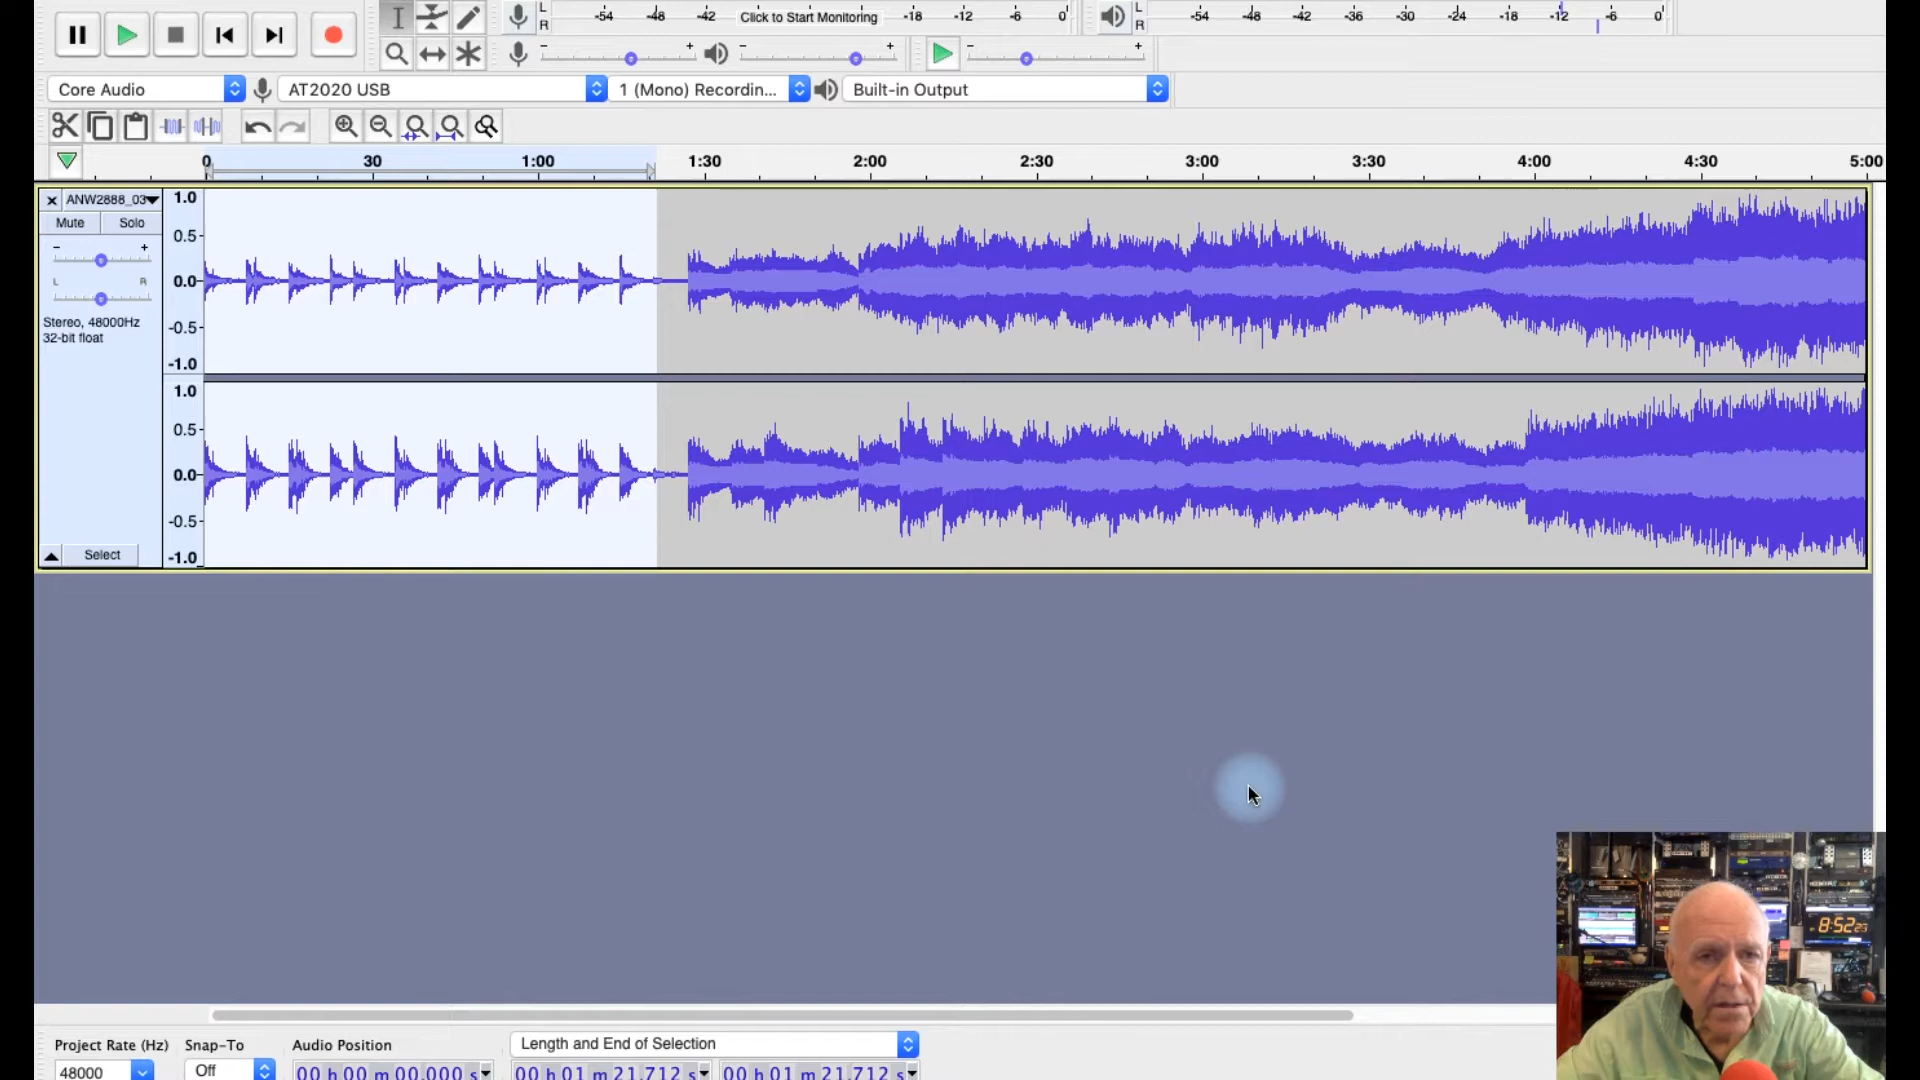 L
R
-54 -48 -42 Click to Start Monitoring -18 -12 -6 0
L
R
-54 -48 -42 -36 -30 -24 -18 -12 -6 0
- + - + - +
Core Audio AT2020 USB 1 (Mono) Recordin... Built-in Output
0 30 1:00 1:30 2:00 2:30 3:00 3:30 4:00 4:30 5:00
ANW2888_03
Mute Solo
- +
L R
Stereo, 48000Hz
32-bit float
Select
1.0
0.5
0.0
-0.5
-1.0
1.0
0.5
0.0
-0.5
-1.0
8:52
Project Rate (Hz) Snap-To Audio Position Length and End of Selection
48000 Off 00 h 00 m 00.000 s 00 h 01 m 21.712 s 00 h 01 m 21.712 s